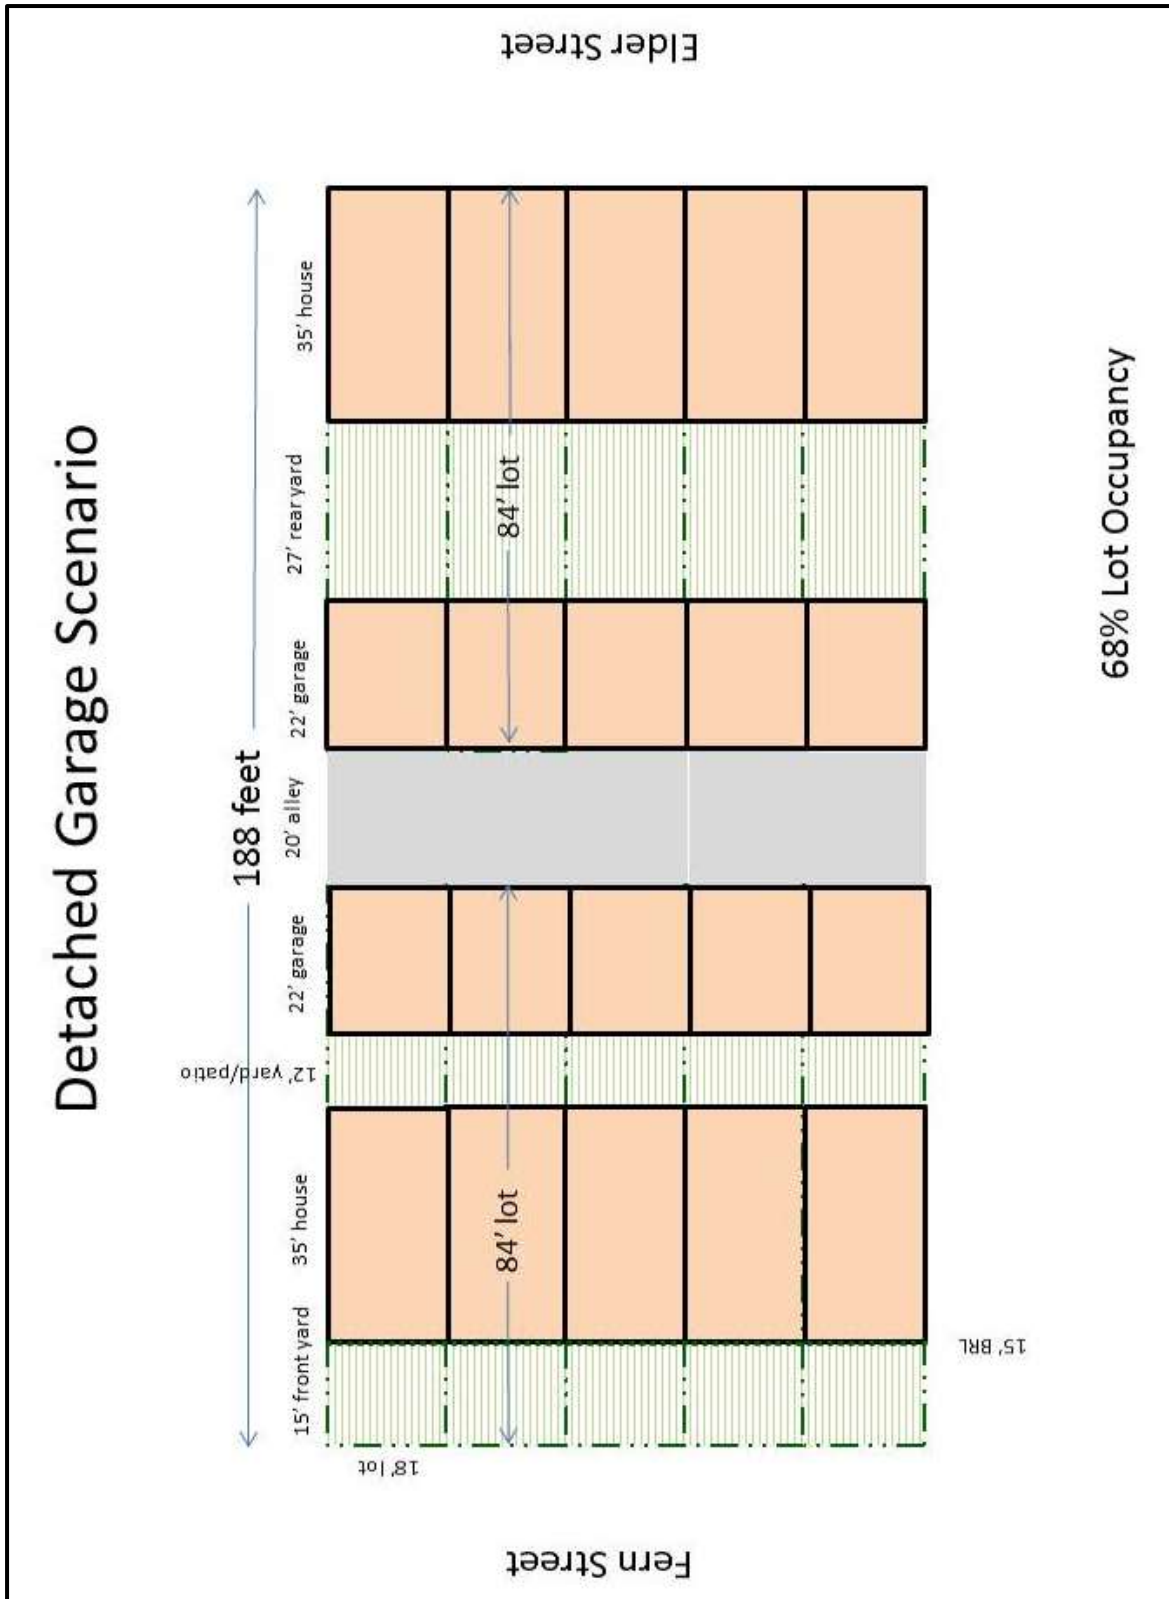 Detached Garage Scenario
Elder Street
188 feet
35' house
27' rear yard
22' garage
20' alley
22' garage
12' yard/patio
35' house
15' front yard
84' lot
84' lot
18' lot
15' BRL
Fern Street
68% Lot Occupancy